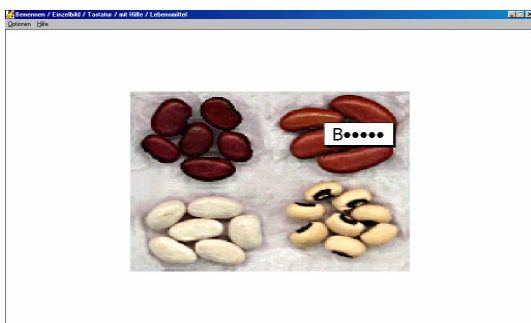 Benennen / Einzelbild / Tastatur / mit Hilfe / Lebensmittel
Optionen Hilfe
B•••••